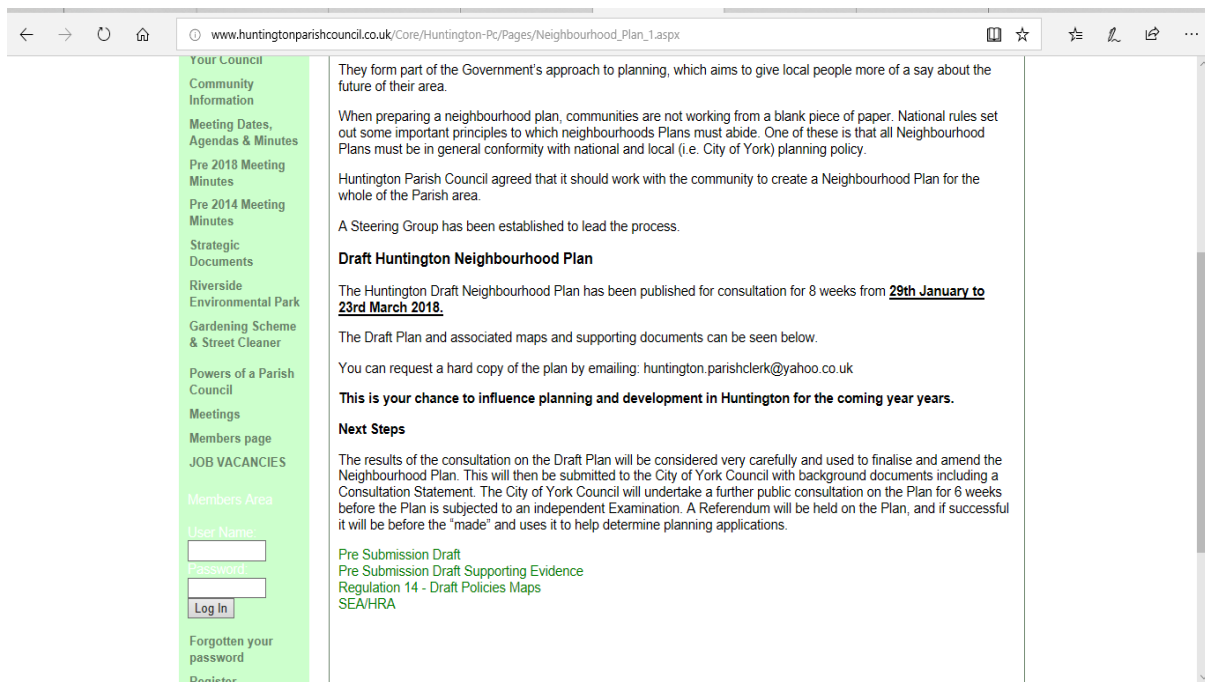 www.huntingtonparishcouncil.co.uk/Core/Huntington-Pc/Pages/Neighbourhood_Plan_1.aspx
Your Council
Community
Information
Meeting Dates,
Agendas & Minutes
Pre 2018 Meeting
Minutes
Pre 2014 Meeting
Minutes
Strategic
Documents
Riverside
Environmental Park
Gardening Scheme
& Street Cleaner
Powers of a Parish
Council
Meetings
Members page
JOB VACANCIES
Members Area
User Name:
Password:
Log In
Forgotten your
password
Register
They form part of the Government's approach to planning, which aims to give local people more of a say about the
future of their area.
When preparing a neighbourhood plan, communities are not working from a blank piece of paper. National rules set
out some important principles to which neighbourhoods Plans must abide. One of these is that all Neighbourhood
Plans must be in general conformity with national and local (i.e. City of York) planning policy.
Huntington Parish Council agreed that it should work with the community to create a Neighbourhood Plan for the
whole of the Parish area.
A Steering Group has been established to lead the process.
Draft Huntington Neighbourhood Plan
The Huntington Draft Neighbourhood Plan has been published for consultation for 8 weeks from 29th January to
23rd March 2018.
The Draft Plan and associated maps and supporting documents can be seen below.
You can request a hard copy of the plan by emailing: huntington.parishclerk@yahoo.co.uk
This is your chance to influence planning and development in Huntington for the coming year years.
Next Steps
The results of the consultation on the Draft Plan will be considered very carefully and used to finalise and amend the
Neighbourhood Plan. This will then be submitted to the City of York Council with background documents including a
Consultation Statement. The City of York Council will undertake a further public consultation on the Plan for 6 weeks
before the Plan is subjected to an independent Examination. A Referendum will be held on the Plan, and if successful
it will be before the “made” and uses it to help determine planning applications.
Pre Submission Draft
Pre Submission Draft Supporting Evidence
Regulation 14 - Draft Policies Maps
SEA/HRA